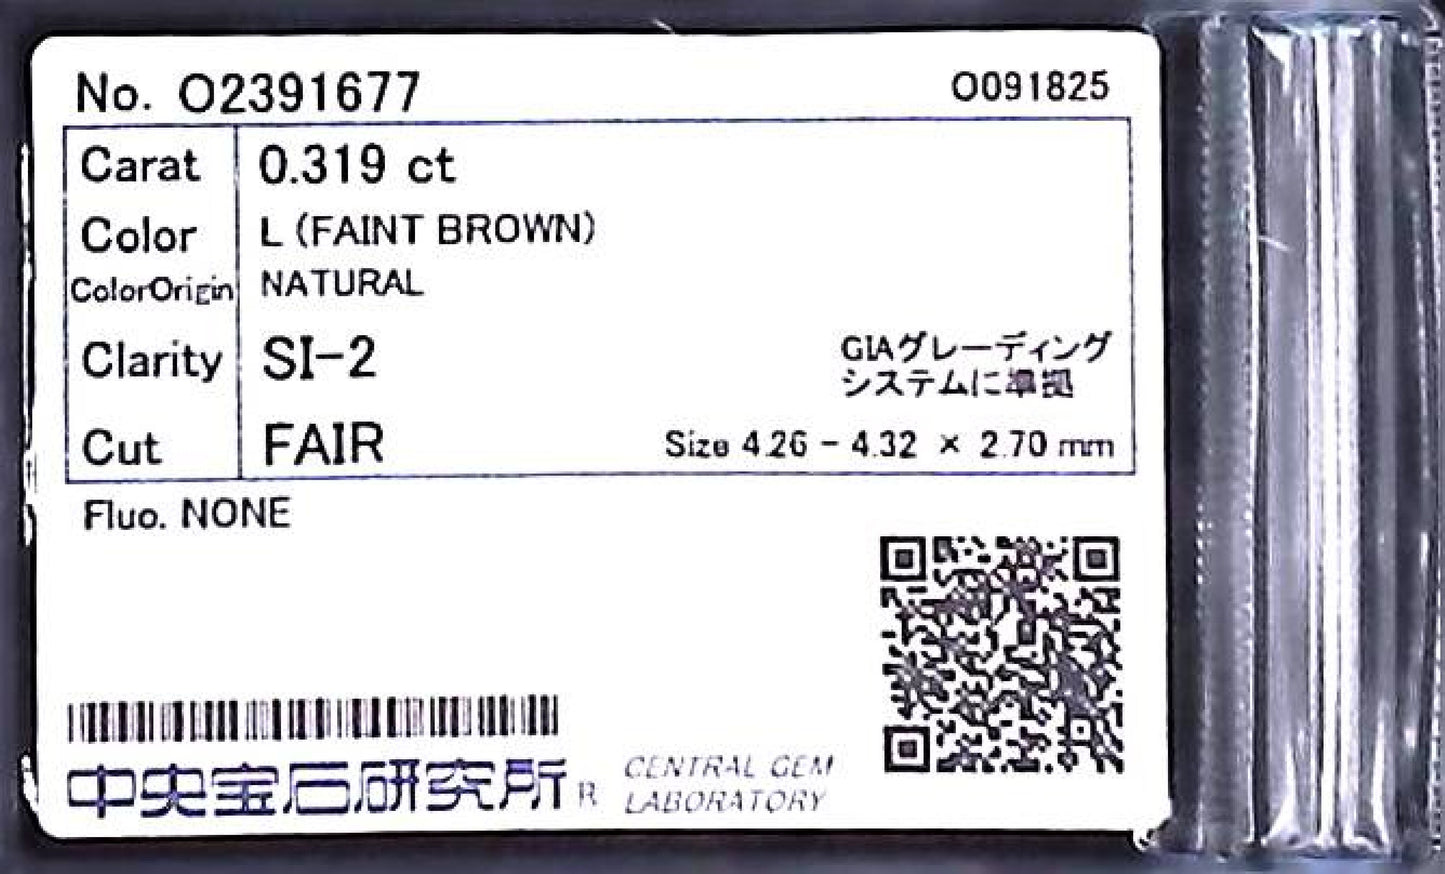 No. O2391677
O091825
Carat 0.319 ct
Color L (FAINT BROWN)
ColorOrigin NATURAL
Clarity SI-2
GIAグレーディング
システムに準拠
Cut FAIR
Size 4.26 - 4.32 × 2.70 mm
Fluo. NONE
中央宝石研究所 R
CENTRAL GEM
LABORATORY